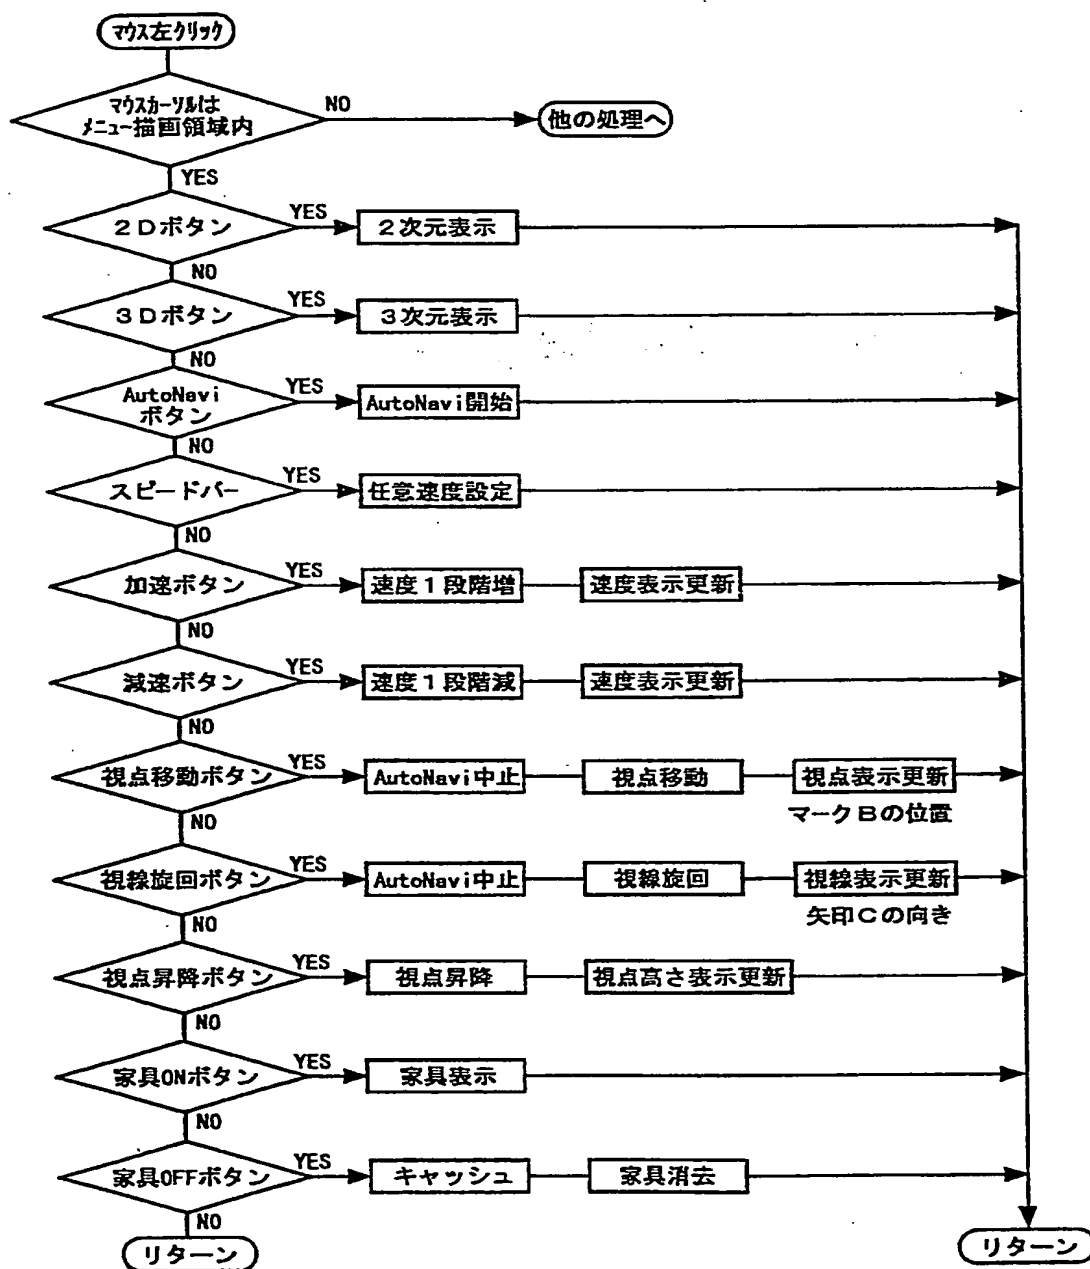 マウス左クリック
マウスカーソルは
メニュー描画領域内
NO
他の処理へ
YES
2Dボタン
YES
2次元表示
NO
3Dボタン
YES
3次元表示
NO
AutoNavi
ボタン
YES
AutoNavi開始
NO
スピードバー
YES
任意速度設定
NO
加速ボタン
YES
速度1段階増
速度表示更新
NO
減速ボタン
YES
速度1段階減
速度表示更新
NO
視点移動ボタン
YES
AutoNavi中止
視点移動
視点表示更新
マークBの位置
NO
視線旋回ボタン
YES
AutoNavi中止
視線旋回
視線表示更新
矢印Cの向き
NO
視点昇降ボタン
YES
視点昇降
視点高さ表示更新
NO
家具ONボタン
YES
家具表示
NO
家具OFFボタン
YES
キャッシュ
家具消去
NO
リターン
リターン